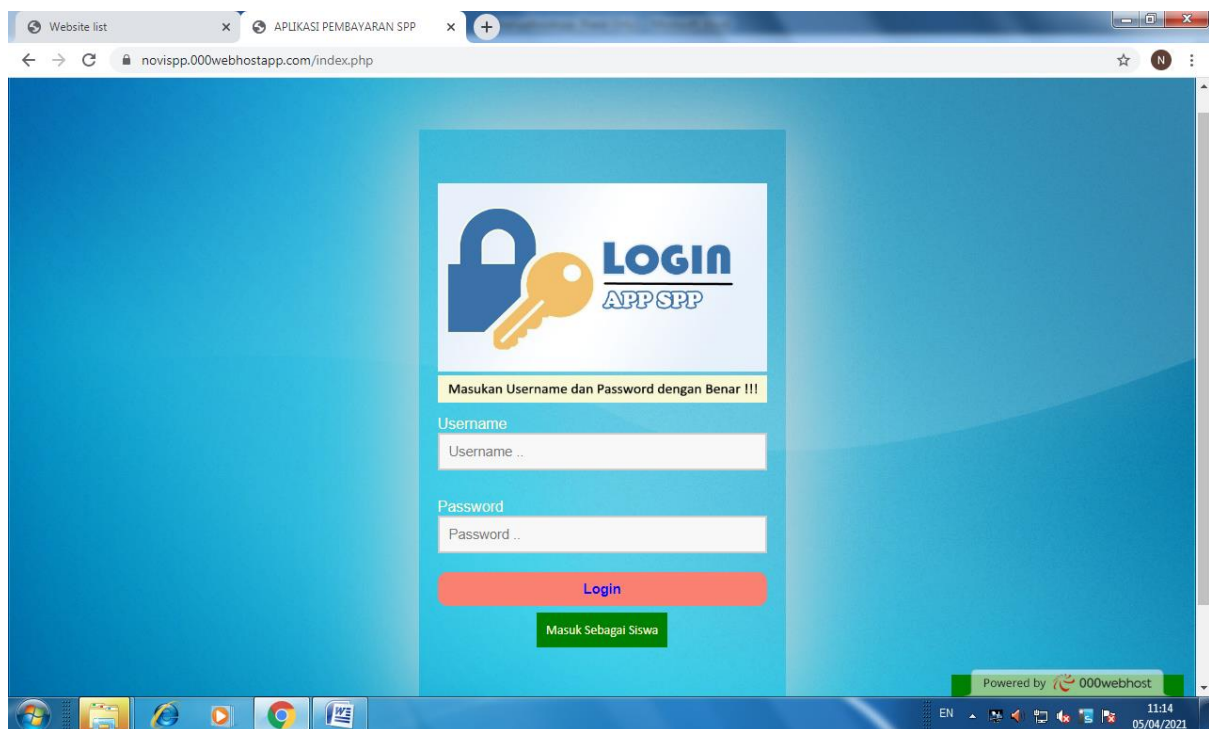 Website list
APLIKASI PEMBAYARAN SPP
novispp.000webhostapp.com/index.php
N
LOGIN
APP SPP
Masukan Username dan Password dengan Benar !!!
Username
Username ..
Password
Password ..
Login
Masuk Sebagai Siswa
Powered by 000webhost
EN
11:14
05/04/2021